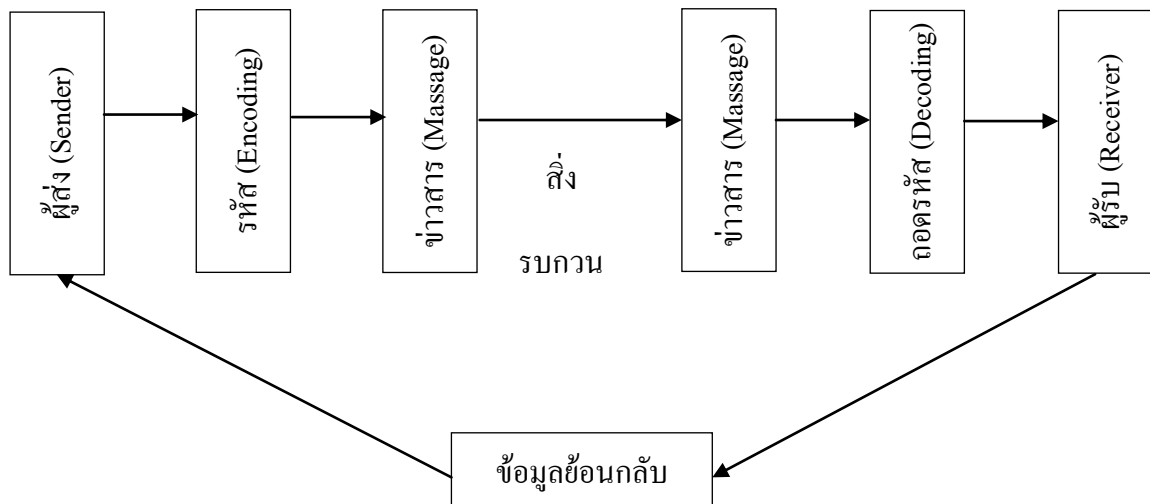 ผู้ส่ง (Sender)
รหัส (Encoding)
ข่าวสาร (Massage)
สิ่ง
รบกวน
ข่าวสาร (Massage)
ถอดรหัส (Decoding)
ผู้รับ (Receiver)
ข้อมูลย้อนกลับ